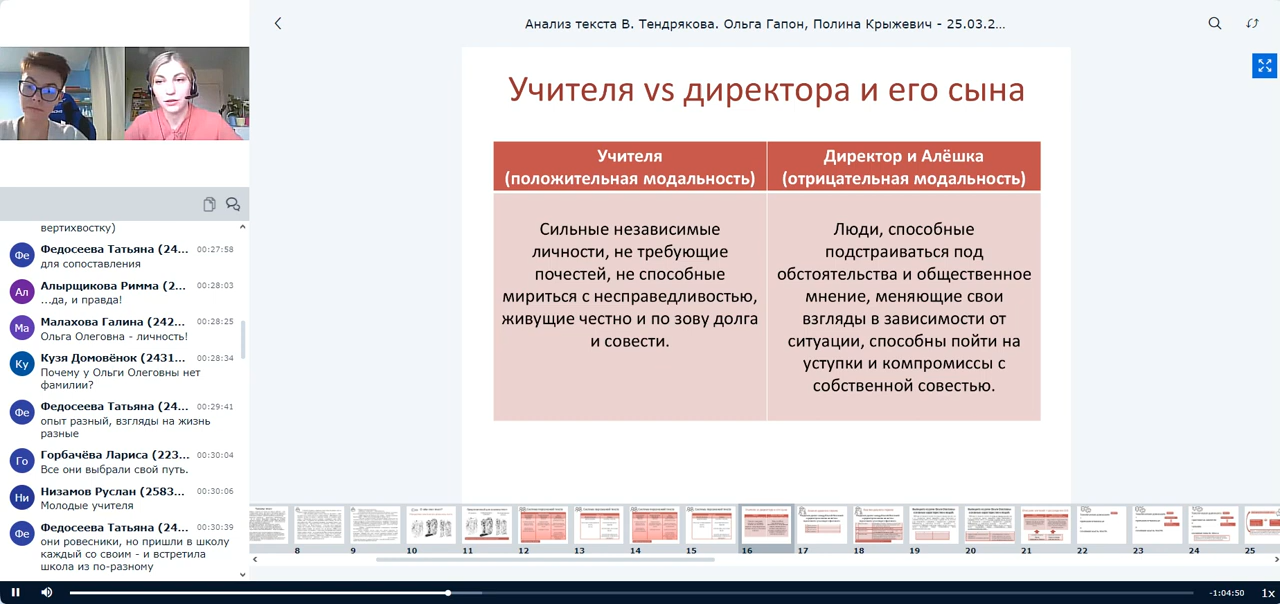 Анализ текста В. Тендрякова. Ольга Гапон, Полина Крыжевич - 25.03.2...
Учителя vs директора и его сына
Учителя
(положительная модальность)
Директор и Алёшка
(отрицательная модальность)
Сильные независимые
личности, не требующие
почестей, не способные
мириться с несправедливостью,
живущие честно и по зову долга
и совести.
Люди, способные
подстраиваться под
обстоятельства и общественное
мнение, меняющие свои
взгляды в зависимости от
ситуации, способны пойти на
уступки и компромиссы с
собственной совестью.
вертихвостку)
Фе
Федосеева Татьяна (24... 00:27:58
для сопоставления
Ал
Алырщикова Римма (2... 00:28:03
...да, и правда!
Ма
Малахова Галина (242... 00:28:25
Ольга Олеговна - личность!
Ку
Кузя Домовёнок (2431... 00:28:34
Почему у Ольги Олеговны нет
фамилии?
Фе
Федосеева Татьяна (24... 00:29:41
опыт разный, взгляды на жизнь
разные
Го
Горбачёва Лариса (223... 00:30:04
Все они выбрали свой путь.
Ни
Низамов Руслан (2583... 00:30:06
Молодые учителя
Фе
Федосеева Татьяна (24... 00:30:39
они ровесники, но пришли в школу
каждый со своим - и встретила
школа из по-разному
8 9 10 11 12 13 14 15 16 17 18 19 20 21 22 23 24 25
-1:04:50 1x